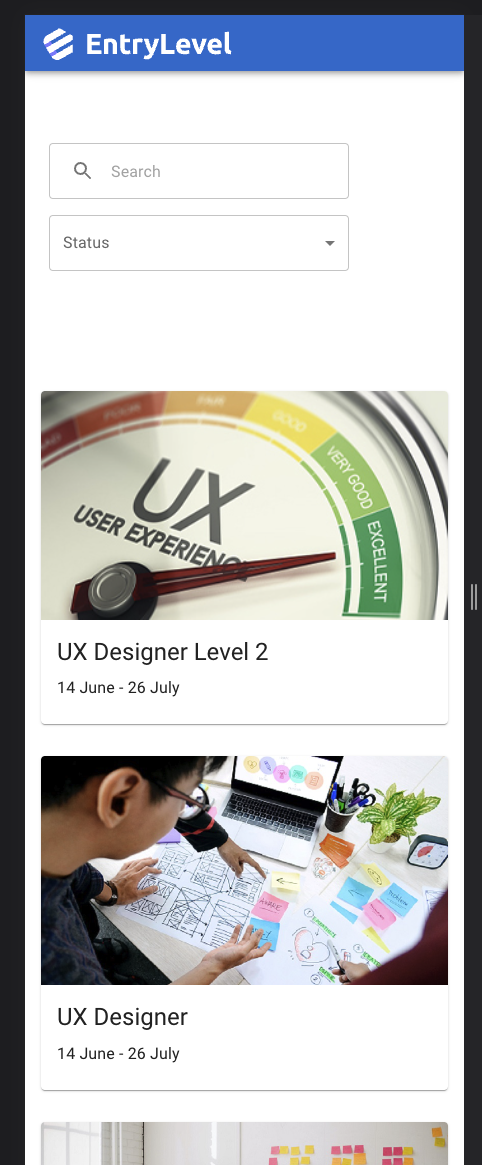 EntryLevel
Search
Status
POOR
FAIR
GOOD
VERY GOOD
EXCELLENT
UX
USER EXPERIENCE
UX Designer Level 2
14 June - 26 July
UX Designer
14 June - 26 July